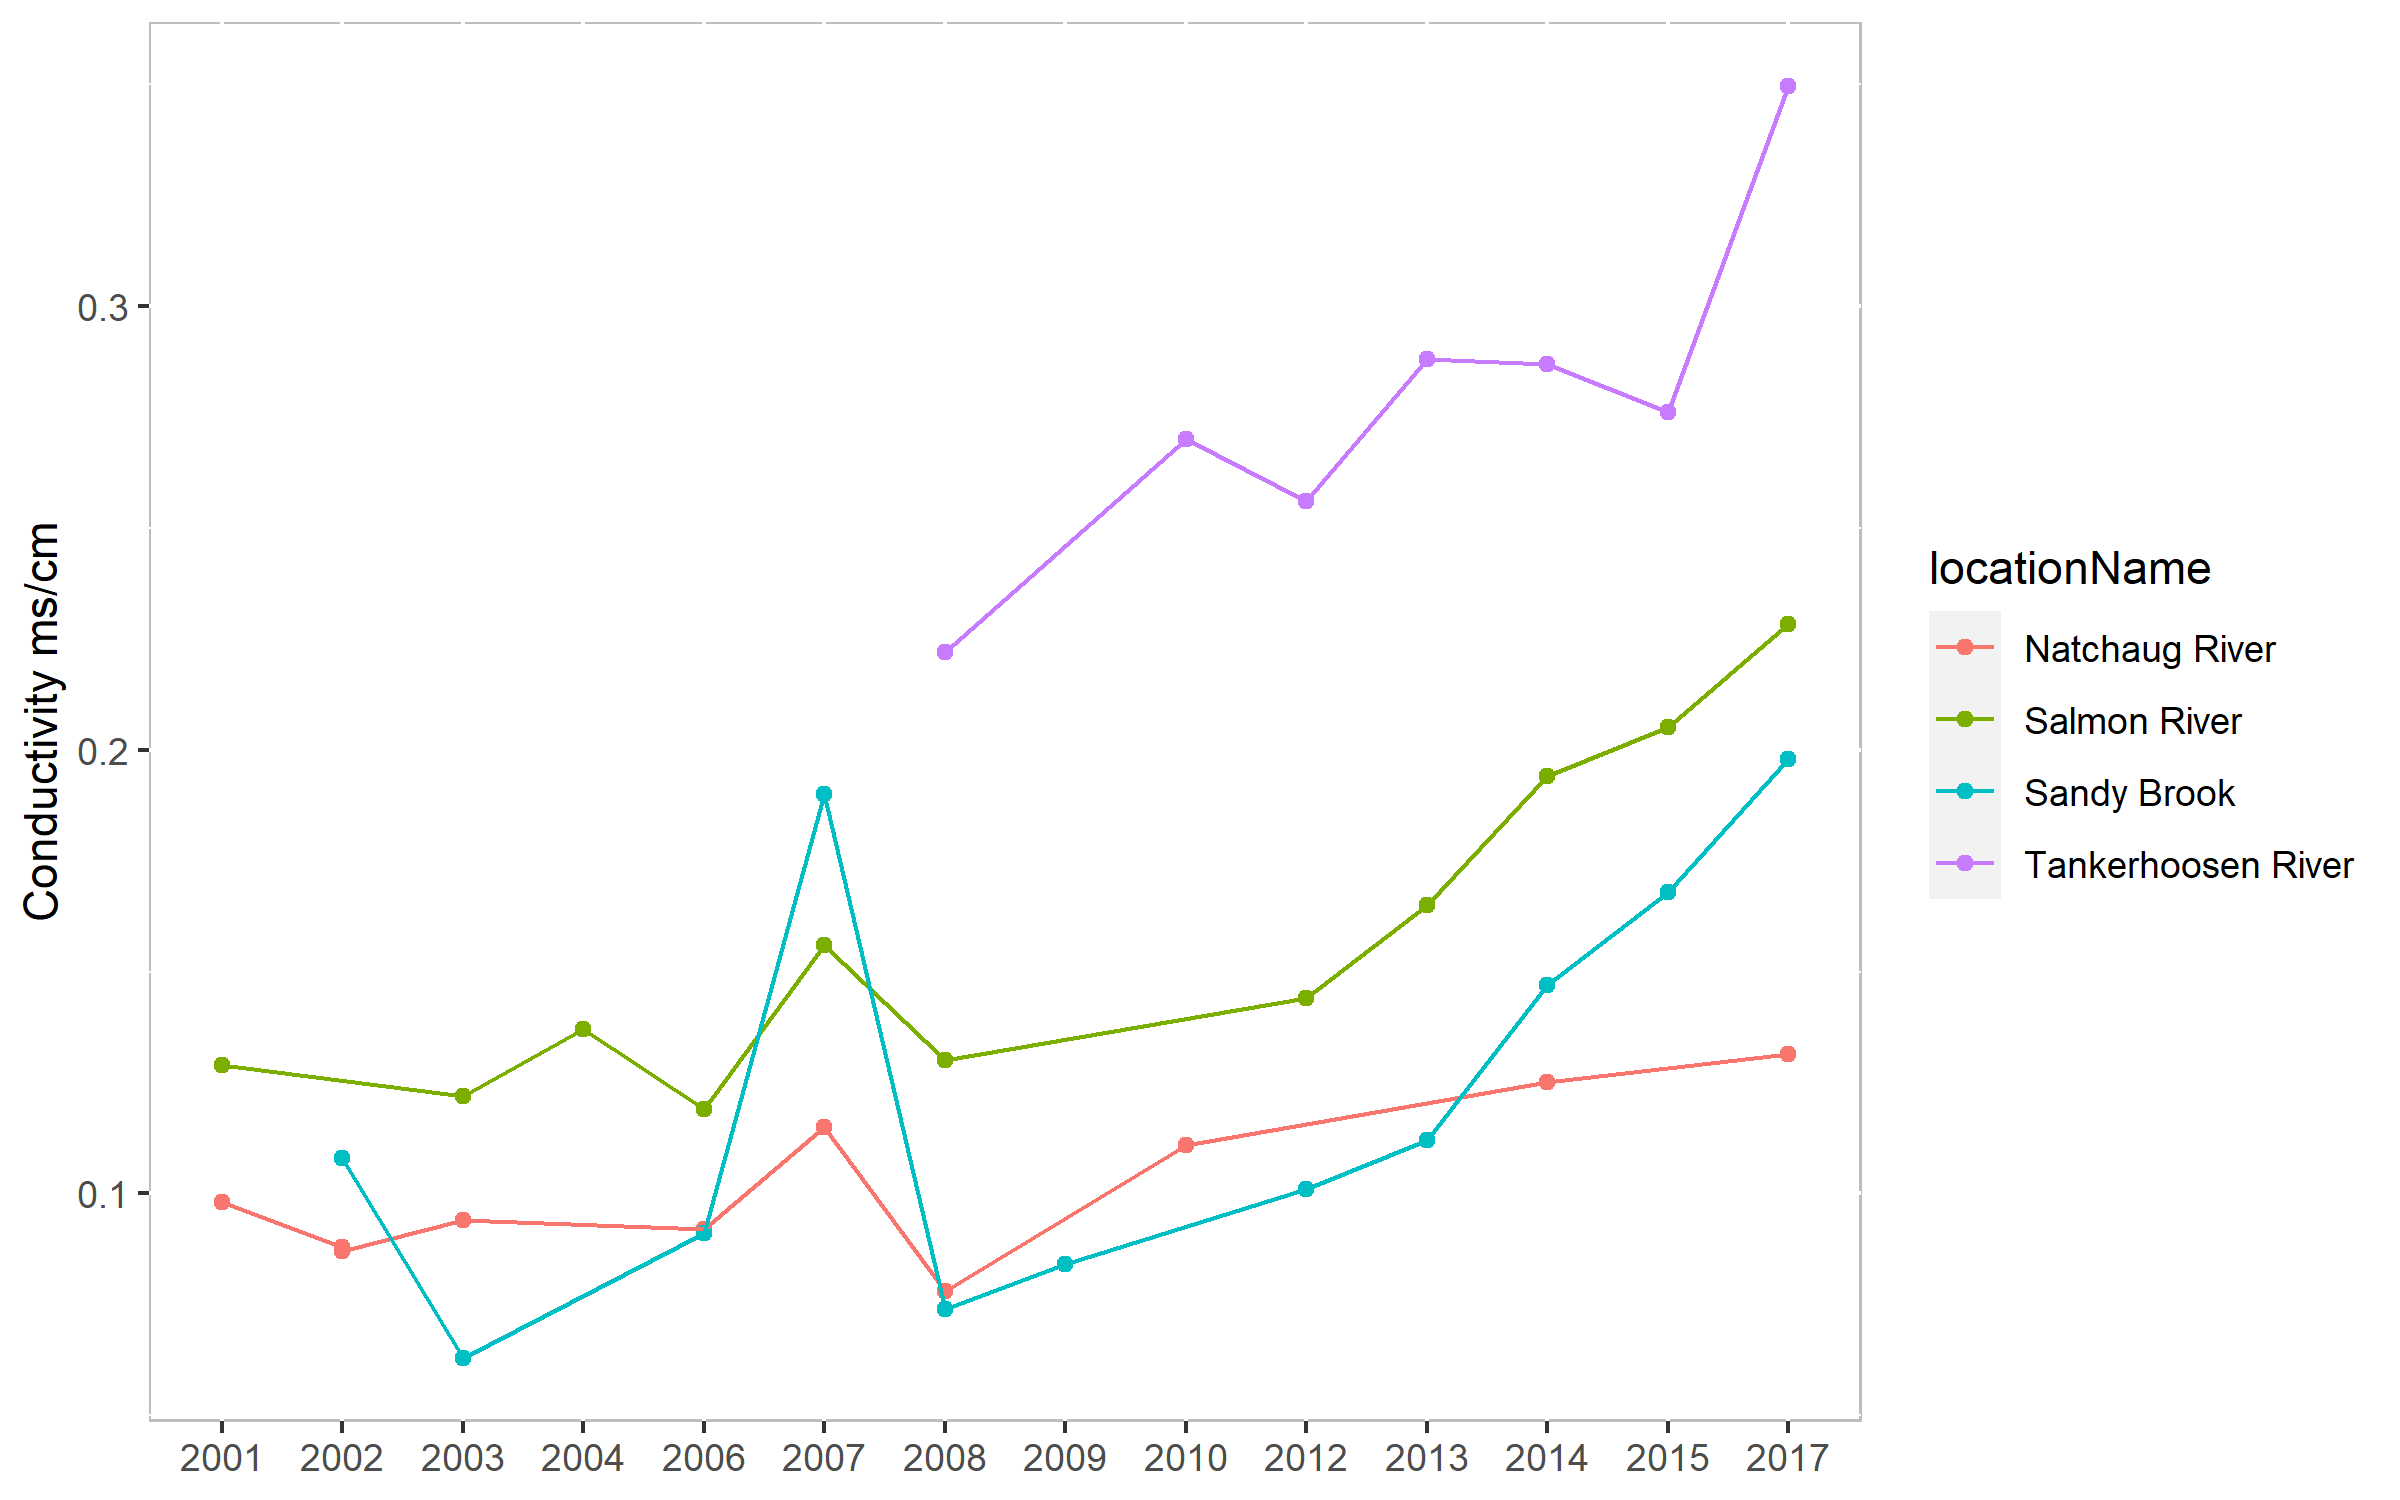 Conductivity ms/cm
0.3
0.2
0.1
2001 2002 2003 2004 2006 2007 2008 2009 2010 2012 2013 2014 2015 2017
locationName
Natchaug River
Salmon River
Sandy Brook
Tankerhoosen River